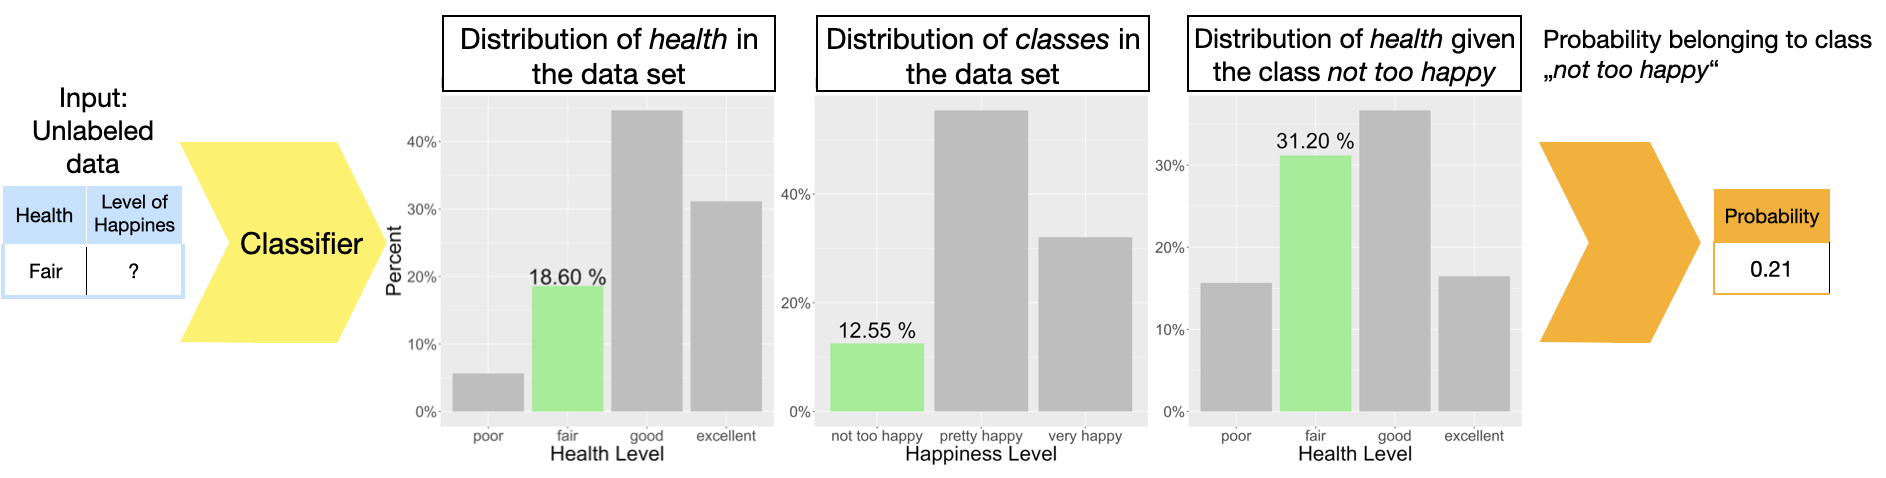 Input:
Unlabeled
data
Health
Level of
Happines
Fair
?
Classifier
Distribution of health in
the data set
Percent
40%
30%
20%
10%
0%
18.60 %
poor fair good excellent
Health Level
Distribution of classes in
the data set
40%
20%
0%
12.55 %
not too happy pretty happy very happy
Happiness Level
Distribution of health given
the class not too happy
30%
20%
10%
0%
31.20 %
poor fair good excellent
Health Level
Probability belonging to class
„not too happy“
Probability
0.21